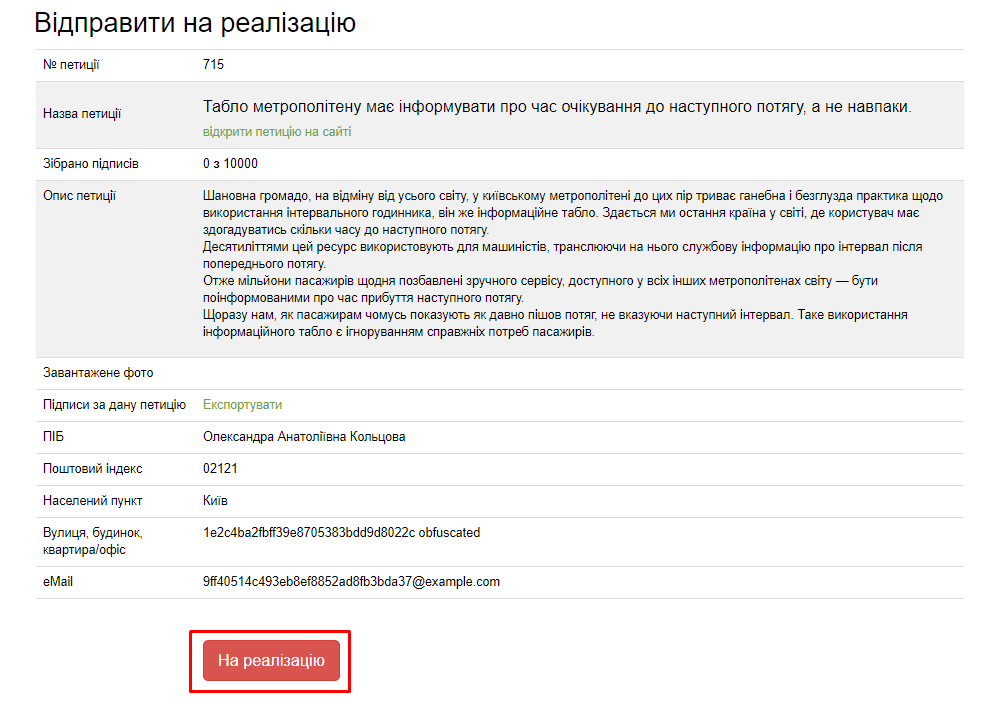 Відправити на реалізацію
№ петиції 715
Назва петиції
Табло метрополітену має інформувати про час очікування до наступного потягу, а не навпаки.
відкрити петицію на сайті
Зібрано підписів 0 з 10000
Опис петиції
Шановна громадо, на відміну від усього світу, у київському метрополітені до цих пір триває ганебна і безглузда практика щодо
використання інтервального годинника, він же інформаційне табло. Здається ми остання країна у світі, де користувач має
здогадуватись скільки часу до наступного потягу.
Десятиліттями цей ресурс використовують для машиністів, транслюючи на нього службову інформацію про інтервал після
попереднього потягу.
Отже мільйони пасажирів щодня позбавлені зручного сервісу, доступного у всіх інших метрополітенах світу — бути
поінформованими про час прибуття наступного потягу.
Щоразу нам, як пасажирам чомусь показують як давно пішов потяг, не вказуючи наступний інтервал. Таке використання
інформаційного табло є ігноруванням справжніх потреб пасажирів.
Завантажене фото
Підписи за дану петицію Експортувати
ПІБ Олександра Анатоліївна Кольцова
Поштовий індекс 02121
Населений пункт Київ
Вулиця, будинок,
квартира/офіс
1e2c4ba2fbff39e8705383bdd9d8022c obfuscated
eMail 9ff40514c493eb8ef8852ad8fb3bda37@example.com
На реалізацію